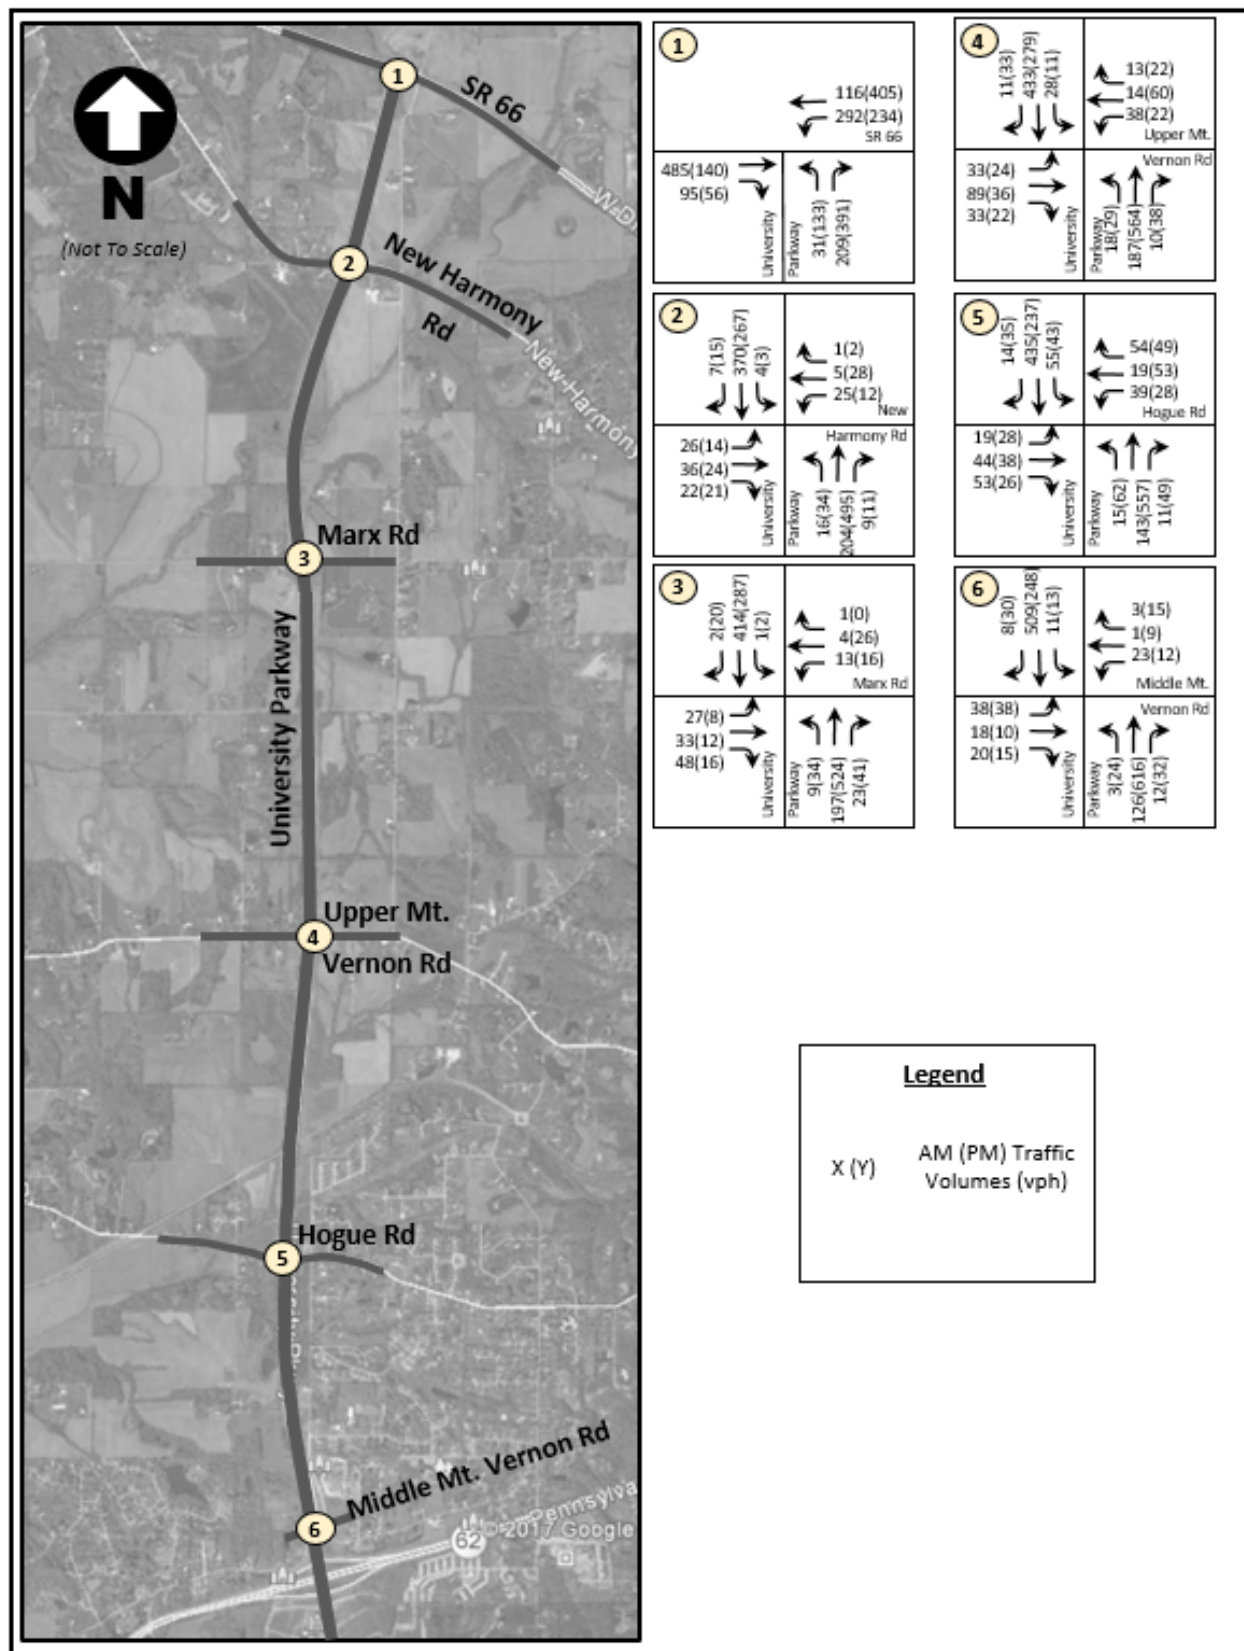 N
(Not To Scale)
1
SR 66
W-Di
2
New Harmony
Rd
New-Harmony
3
Marx Rd
University Parkway
4
Upper Mt.
Vernon Rd
5
Hogue Rd
6
Middle Mt. Vernon Rd
62
Pennsylva
© 2017 Google
1
116(405)
292(234)
SR 66
485(140)
95(56)
University
Parkway
31(133)
209(391)
2
7(15)
370(267)
4(3)
1(2)
5(28)
25(12)
New
Harmony Rd
26(14)
36(24)
22(21)
University
Parkway
16(34)
204(495)
9(11)
3
2(20)
414(287)
1(2)
1(0)
4(26)
13(16)
Marx Rd
27(8)
33(12)
48(16)
University
Parkway
9(34)
197(524)
23(41)
4
11(33)
433(279)
28(11)
13(22)
14(60)
38(22)
Upper Mt.
Vernon Rd
33(24)
89(36)
33(22)
University
Parkway
18(29)
187(564)
10(38)
5
14(35)
435(237)
55(43)
54(49)
19(53)
39(28)
Hogue Rd
19(28)
44(38)
53(26)
University
Parkway
15(62)
143(557)
11(49)
6
8(30)
509(248)
11(13)
3(15)
1(9)
23(12)
Middle Mt.
Vernon Rd
38(38)
18(10)
20(15)
University
Parkway
3(24)
126(616)
12(32)
Legend
X (Y)
AM (PM) Traffic
Volumes (vph)